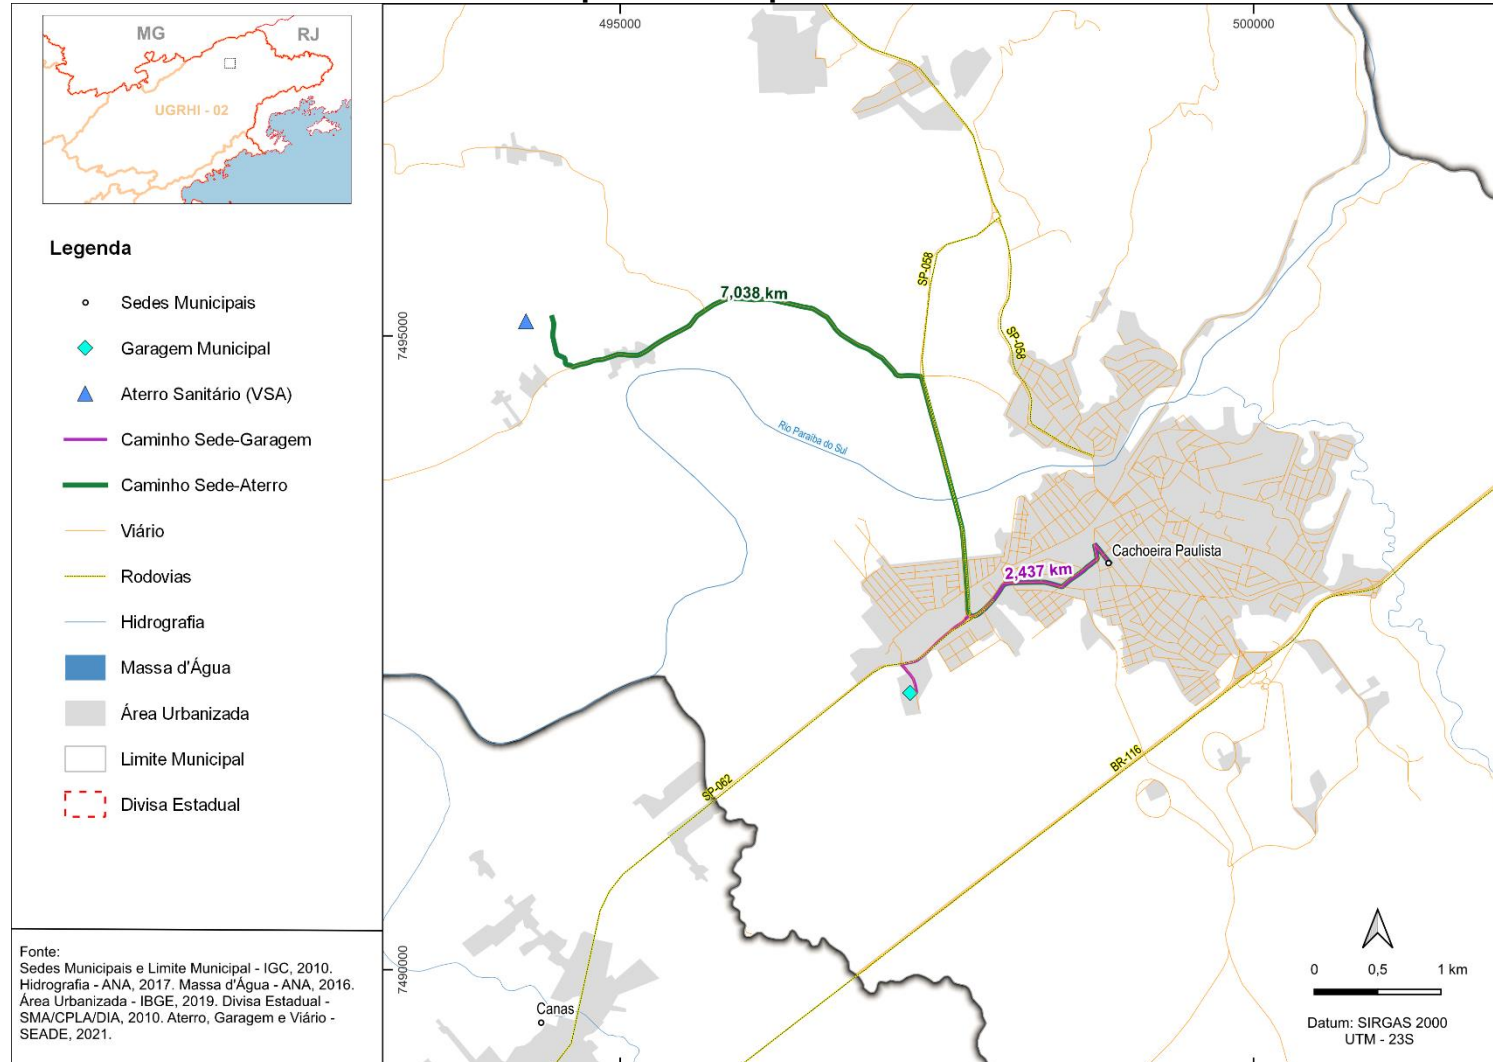 495000
500000
MG
RJ
UGRHI - 02
Legenda
Sedes Municipais
Garagem Municipal
Aterro Sanitário (VSA)
Caminho Sede-Garagem
Caminho Sede-Aterro
Viário
Rodovias
Hidrografia
Massa d'Água
Área Urbanizada
Limite Municipal
Divisa Estadual
Fonte:
Sedes Municipais e Limite Municipal - IGC, 2010.
Hidrografia - ANA, 2017. Massa d'Água - ANA, 2016.
Área Urbanizada - IBGE, 2019. Divisa Estadual -
SMA/CPLA/DIA, 2010. Aterro, Garagem e Viário -
SEADE, 2021.
7495000
7490000
SP-058
7,038 km
SP-058
Rio Paraíba do Sul
Cachoeira Paulista
2,437 km
BR-116
SP-062
Canas
0 0,5 1 km
Datum: SIRGAS 2000
UTM - 23S